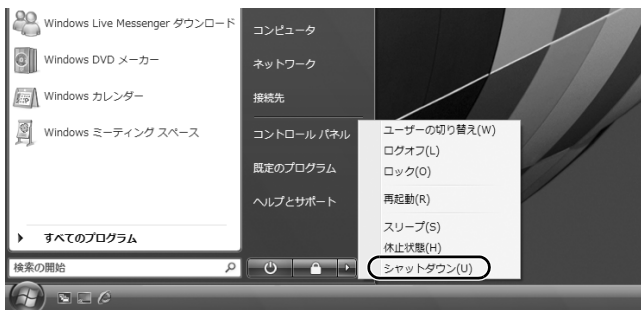 Windows Live Messenger ダウンロード
Windows DVD メーカー
Windows カレンダー
Windows ミーティング スペース
すべてのプログラム
検索の開始
コンピュータ
ネットワーク
接続先
コントロール パネル
既定のプログラム
ヘルプとサポート
ユーザーの切り替え(W)
ログオフ(L)
ロック(O)
再起動(R)
スリープ(S)
休止状態(H)
シャットダウン(U)